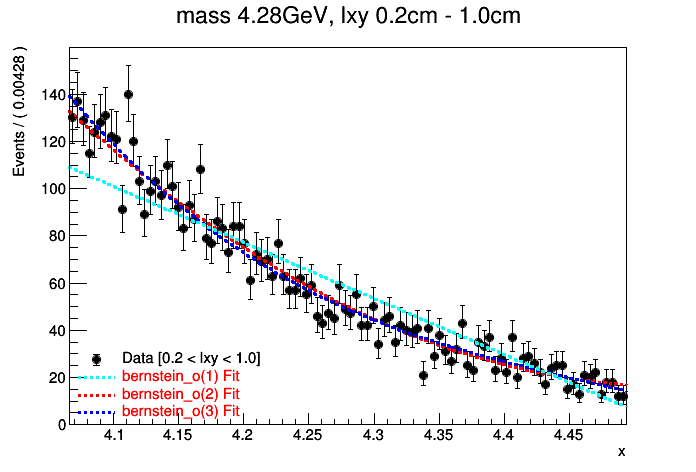 mass 4.28GeV, lxy 0.2cm - 1.0cm
Events / ( 0.00428 )
140
120
100
80
60
40
20
0
Data [0.2 < lxy < 1.0]
bernstein_o(1) Fit
bernstein_o(2) Fit
bernstein_o(3) Fit
4.1 4.15 4.2 4.25 4.3 4.35 4.4 4.45
x